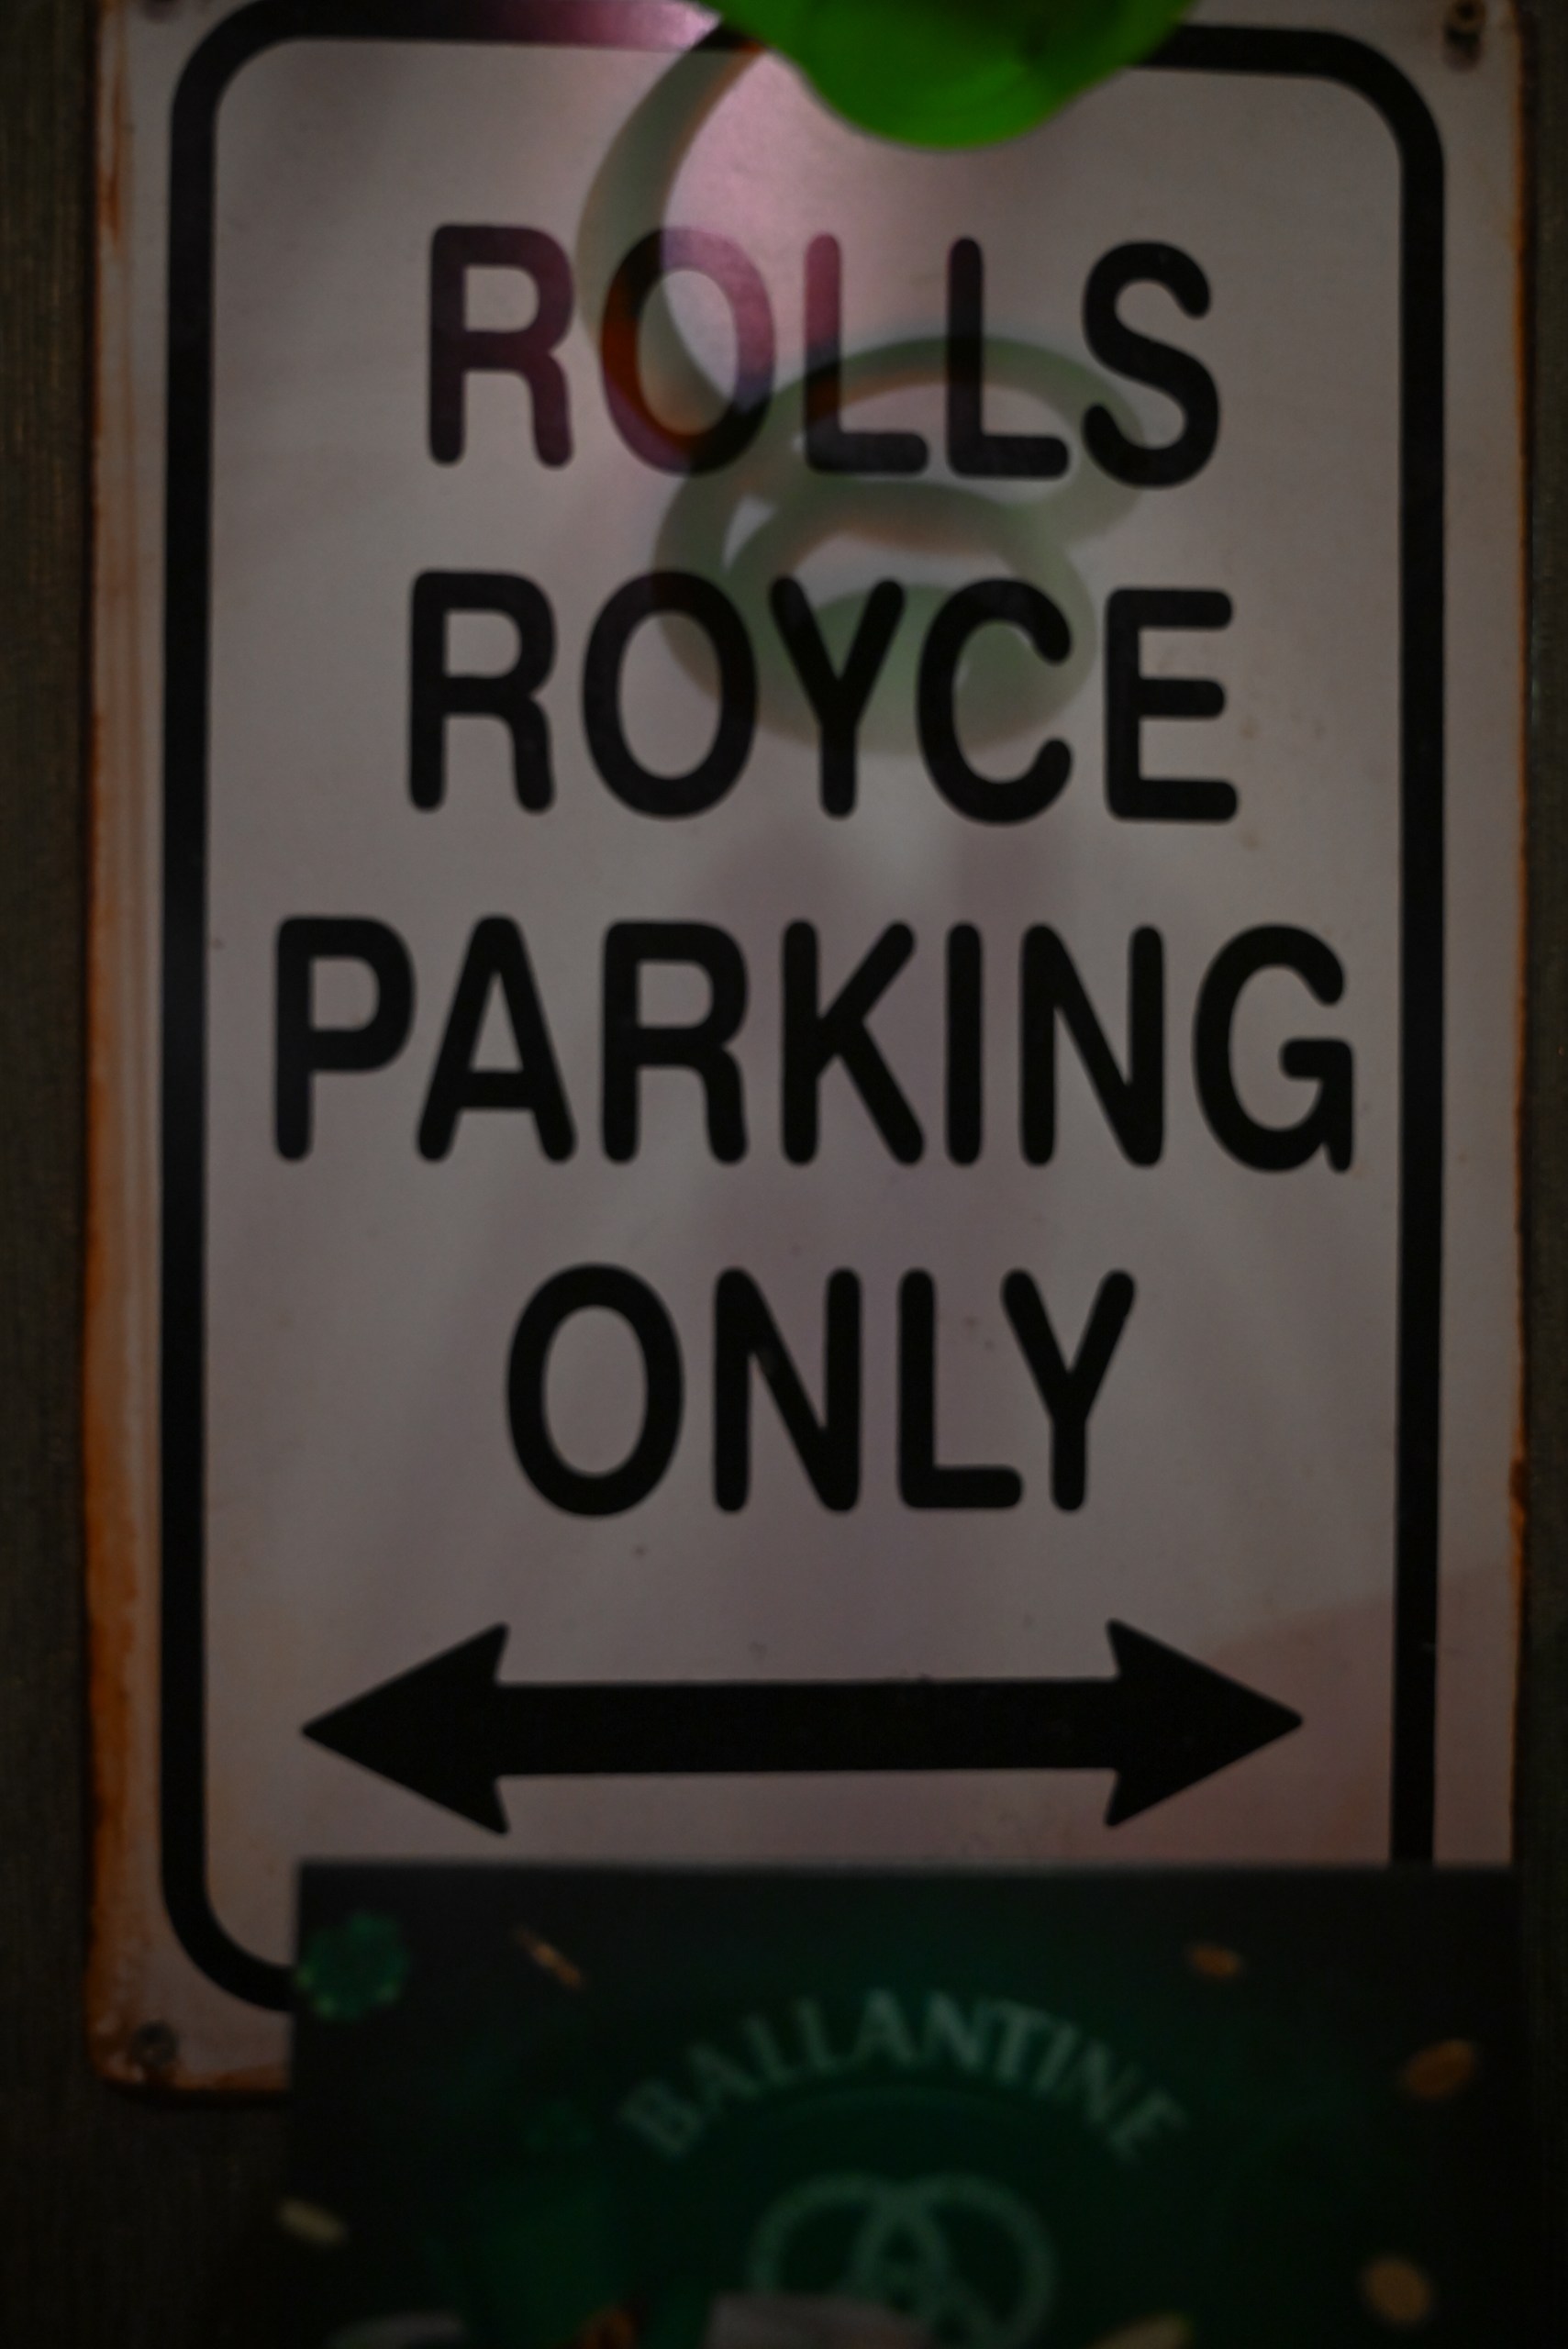 ROLLS
ROYCE
PARKING
ONLY
BALLANTINE